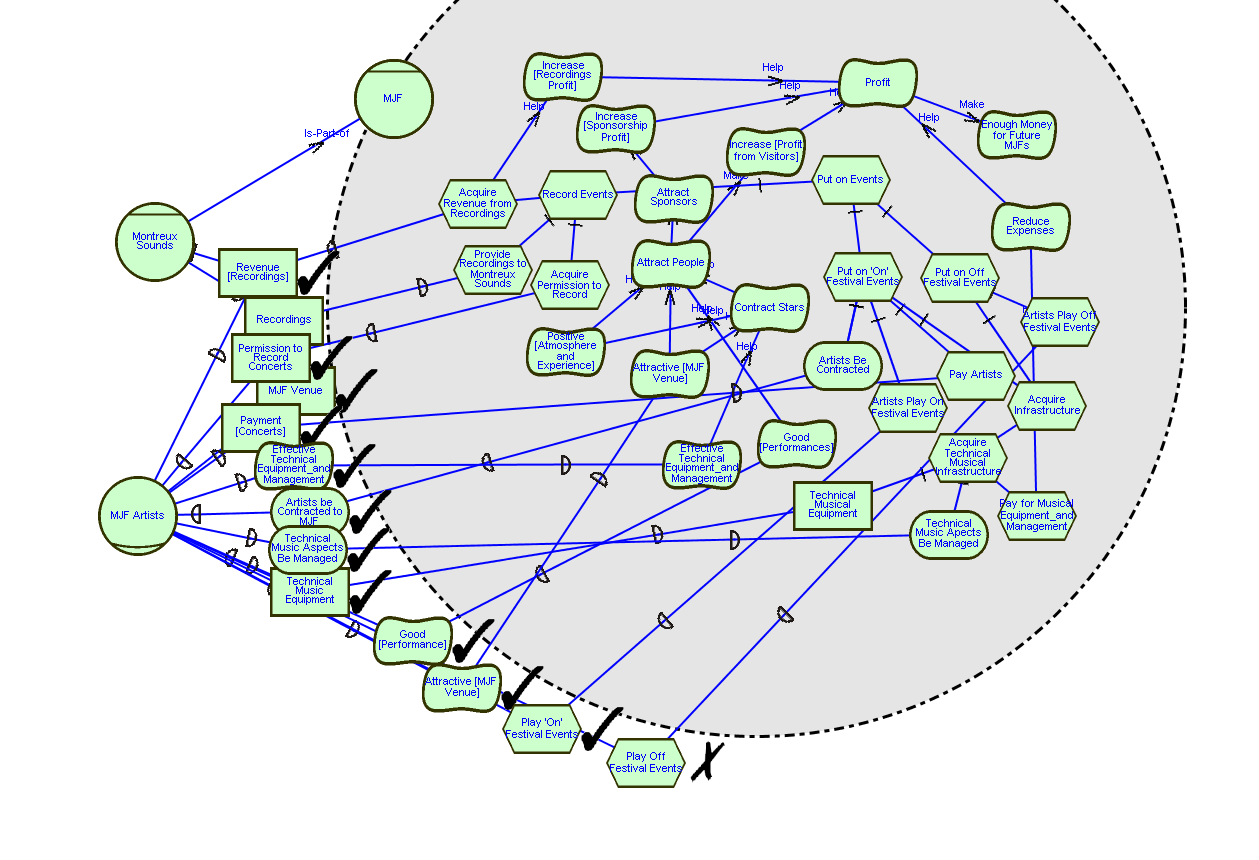 MJF
Is-Part-of
Montreux
Sounds
MJF Artists
Revenue
[Recordings]
Recordings
Permission to
Record
Concerts
MJF Venue
Payment
[Concerts]
Effective
Technical
Equipment_and
Management
Artists be
Contracted to
MJF
Technical
Music Aspects
Be Managed
Technical
Music
Equipment
Good
[Performance]
Attractive [MJF
Venue]
Play 'On'
Festival Events
Play Off
Festival Events
Increase
[Recordings
Profit]
Help
Help
Profit
Make
Enough Money
for Future
MJFs
Increase
[Sponsorship
Profit]
Increase [Profit
from Visitors]
Help
Help
Make
Acquire
Revenue from
Recordings
Record Events
Attract
Sponsors
Put on Events
Reduce
Expenses
Provide
Recordings to
Montreux
Sounds
Acquire
Permission to
Record
Attract People
Contract Stars
Put on 'On'
Festival Events
Put on Off
Festival Events
Artists Play Off
Festival Events
Help
Help
Help
Help
Positive
[Atmosphere
and
Experience]
Attractive [MJF
Venue]
Artists Be
Contracted
Pay Artists
Artists Play On
Festival Events
Acquire
Infrastructure
Effective
Technical
Equipment_and
Management
Good
[Performances]
Acquire
Technical
Musical
Infrastructure
Technical
Musical
Equipment
Technical
Music Apects
Be Managed
Pay for Musical
Equipment_and
Management